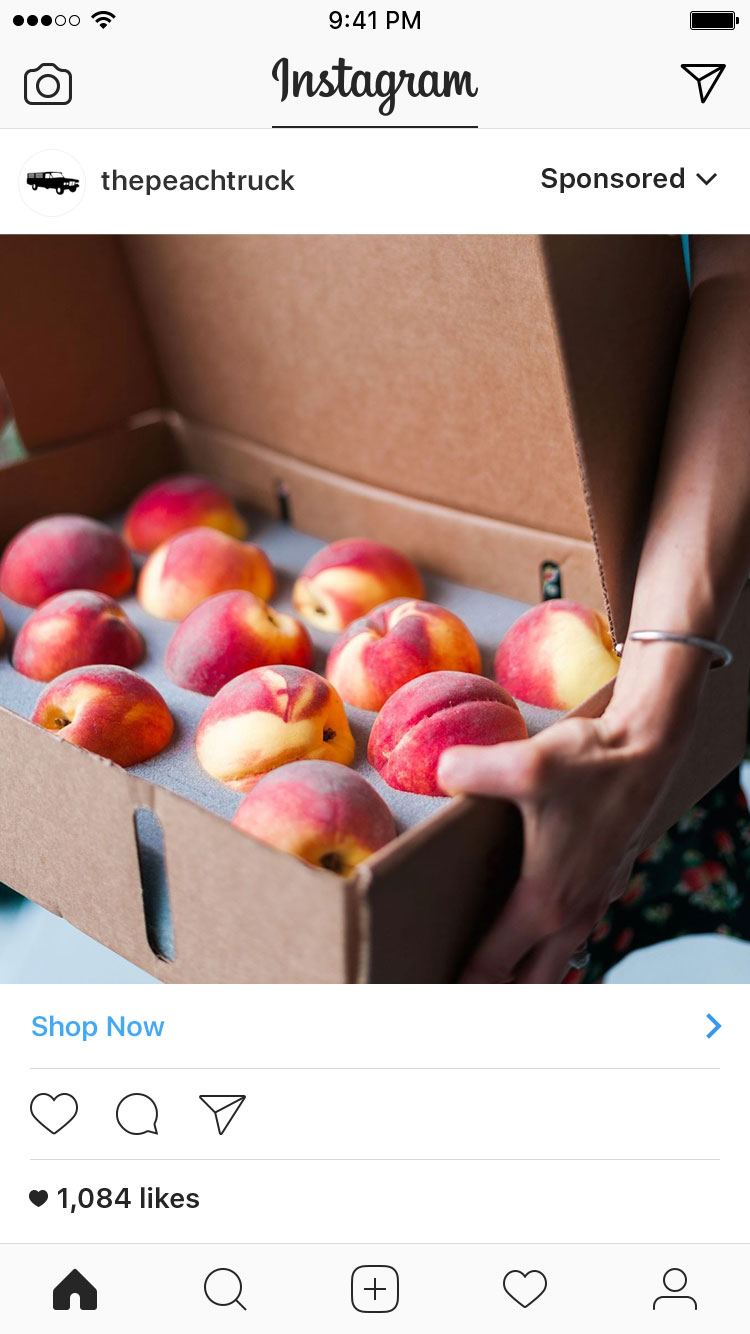 9:41 PM
Instagram
thepeachtruck
Sponsored
Shop Now
1,084 likes